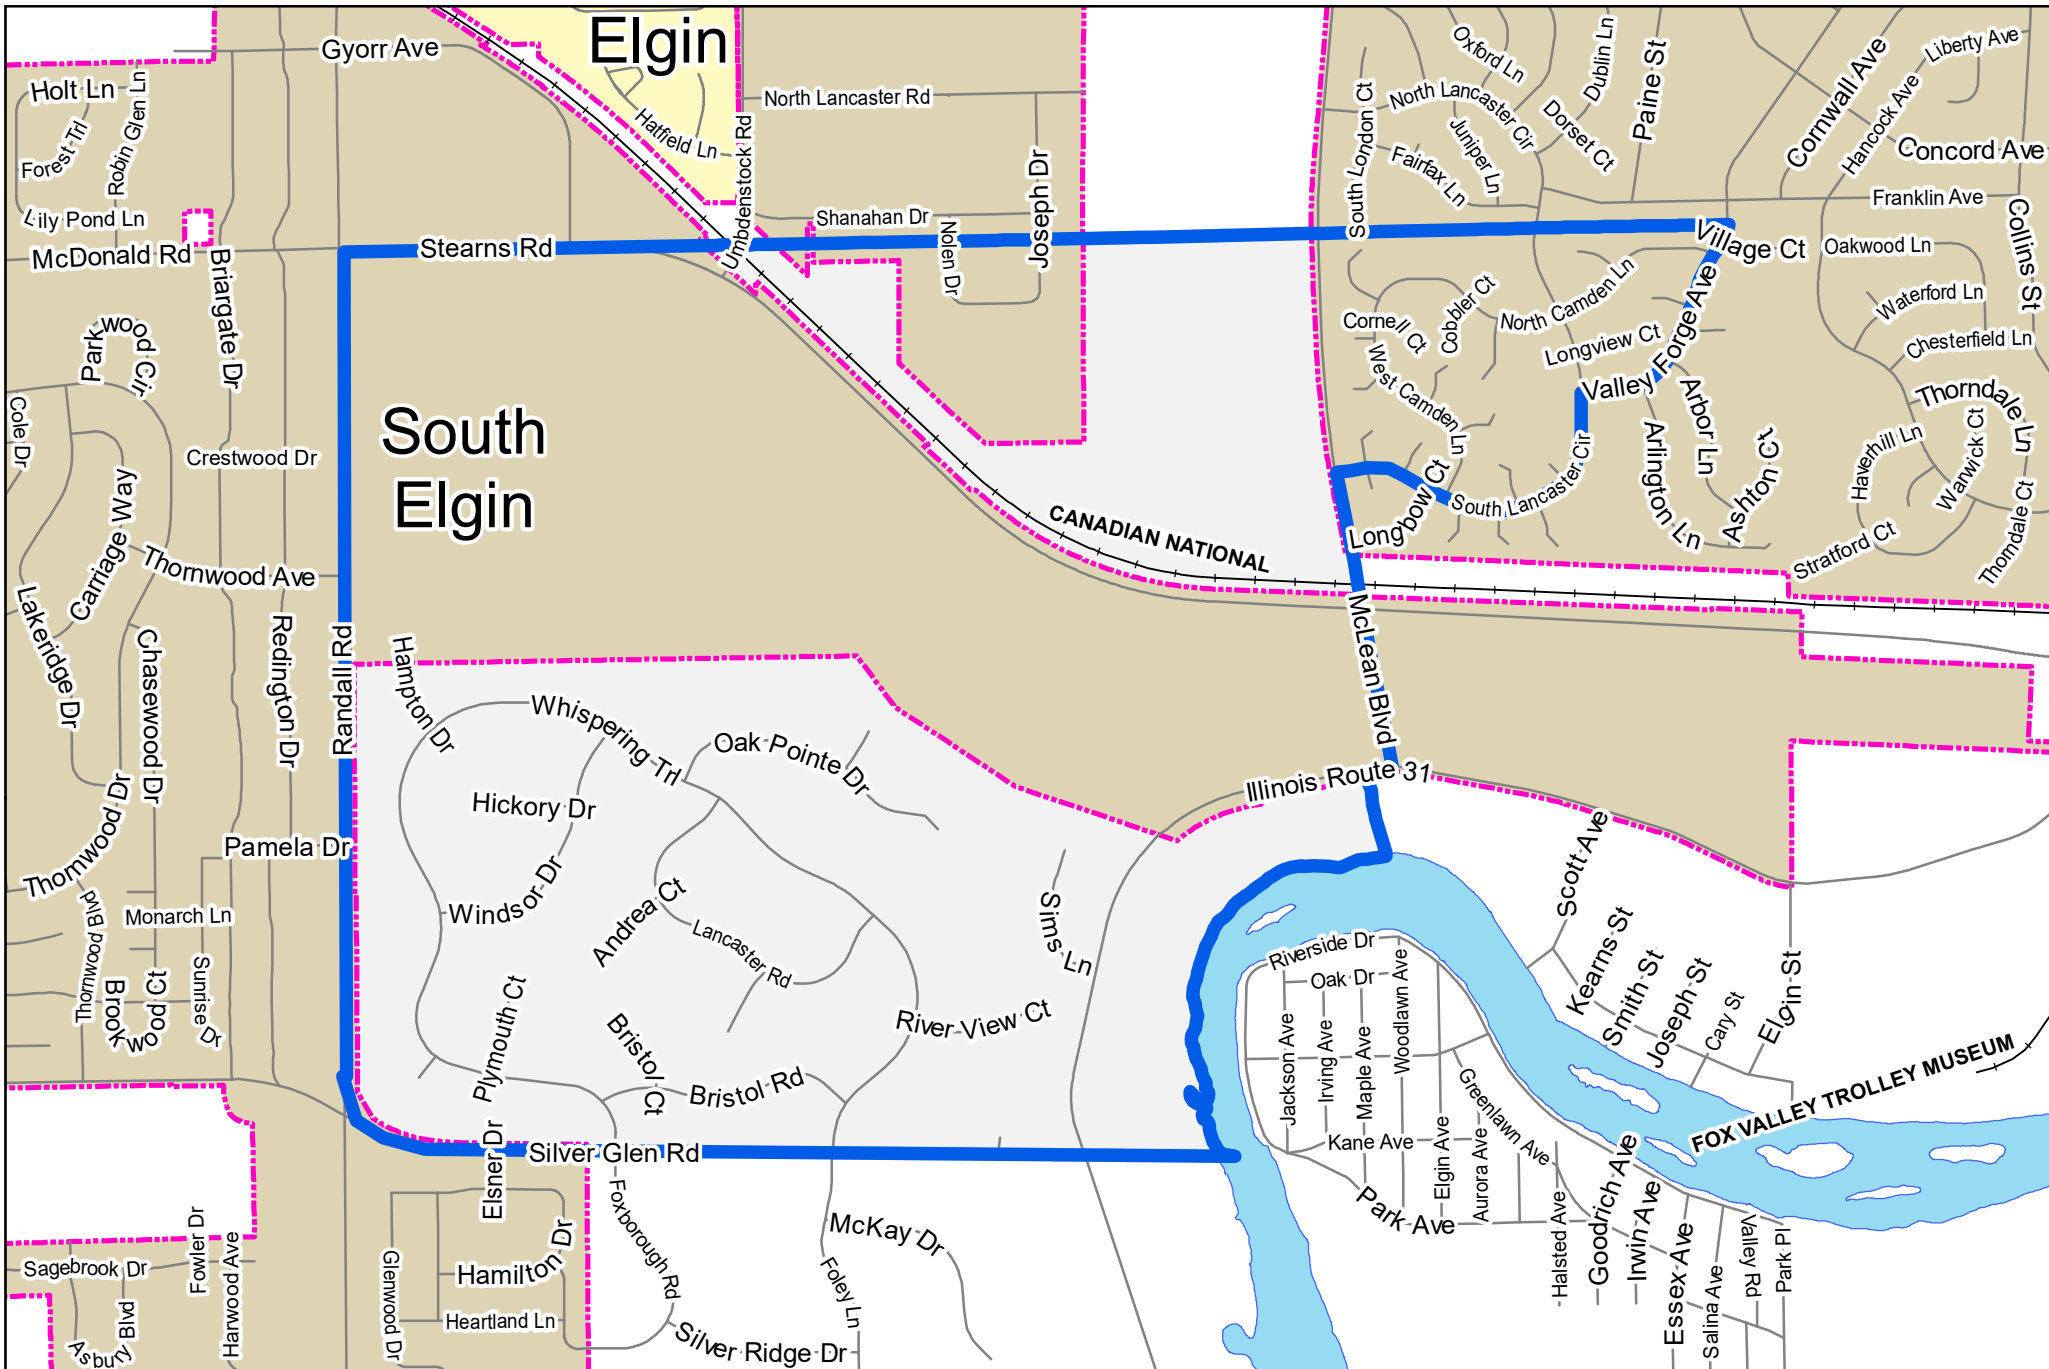 Elgin
Gyorr Ave
Holt Ln
Forest Trl
Robin Glen Ln
Lily Pond Ln
McDonald Rd
Briargate Dr
Hatfield Ln
Umbdenstock Rd
North Lancaster Rd
Shanahan Dr
Nolen Dr
Joseph Dr
Stearns Rd
South London Ct
Oxford Ln
Dublin Ln
Paine St
North Lancaster Cir
Juniper Ln
Fairfax Ln
Dorset Ct
Cornwall Ave
Hancock Ave
Liberty Ave
Concord Ave
Franklin Ave
Collins St
Village Ct
Oakwood Ln
Waterford Ln
Chesterfield Ln
Thorndale Ln
Warwick Ct
Haverhill Ln
Thorndale Ct
Stratford Ct
Cornell Ct
Cobbler Ct
North Camden Ln
Longview Ct
Valley Forge Ave
West Camden Ln
Arbor Ln
Arlington Ln
Ashton Ct
South Lancaster Cir
Longbow Ct
Parkwood Cir
Cole Dr
Crestwood Dr
Carriage Way
Thornwood Ave
Lakeridge Dr
Chasewood Dr
Redington Dr
Randall Rd
South
Elgin
CANADIAN NATIONAL
McLean Blvd
Illinois Route 31
Hampton Dr
Whispering Trl
Oak Pointe Dr
Hickory Dr
Windsor Dr
Andrea Ct
Lancaster Rd
Sims Ln
River View Ct
Plymouth Ct
Bristol Ct
Bristol Rd
Pamela Dr
Thornwood Dr
Thornwood Blvd
Monarch Ln
Brookwood Ct
Sunrise Dr
Elsner Dr
Silver Glen Rd
Foxborough Rd
McKay Dr
Foley Ln
Silver Ridge Dr
Hamilton Dr
Heartland Ln
Glenwood Dr
Fowler Dr
Harwood Ave
Sagebrook Dr
Asbury Blvd
Riverside Dr
Oak Dr
Jackson Ave
Irving Ave
Maple Ave
Woodlawn Ave
Kane Ave
Park Ave
Elgin Ave
Aurora Ave
Greenlawn Ave
Halsted Ave
Goodrich Ave
Irwin Ave
Essex Ave
Salina Ave
Valley Rd
Park Pl
Scott Ave
Kearns St
Smith St
Joseph St
Cary St
Elgin St
FOX VALLEY TROLLEY MUSEUM